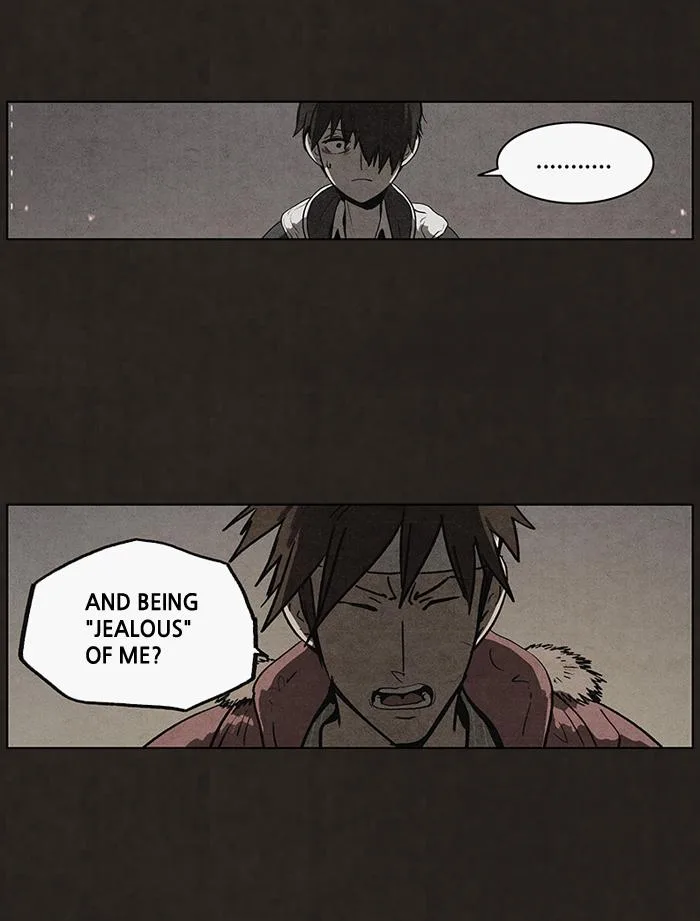 ............
AND BEING
"JEALOUS"
OF ME?